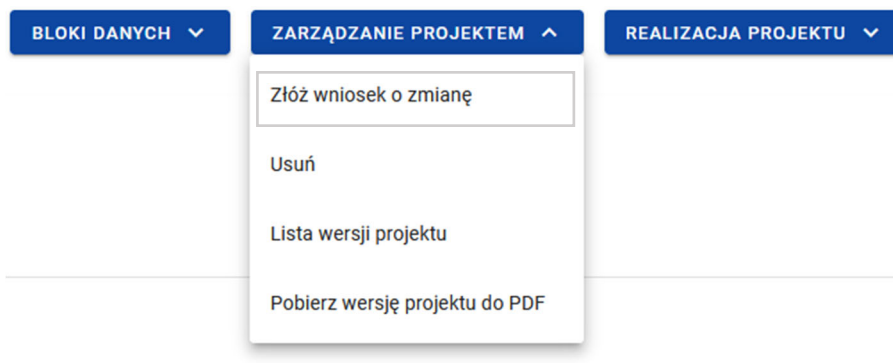 BLOKI DANYCH
ZARZĄDZANIE PROJEKTEM
REALIZACJA PROJEKTU
Złóż wniosek o zmianę
Usuń
Lista wersji projektu
Pobierz wersję projektu do PDF